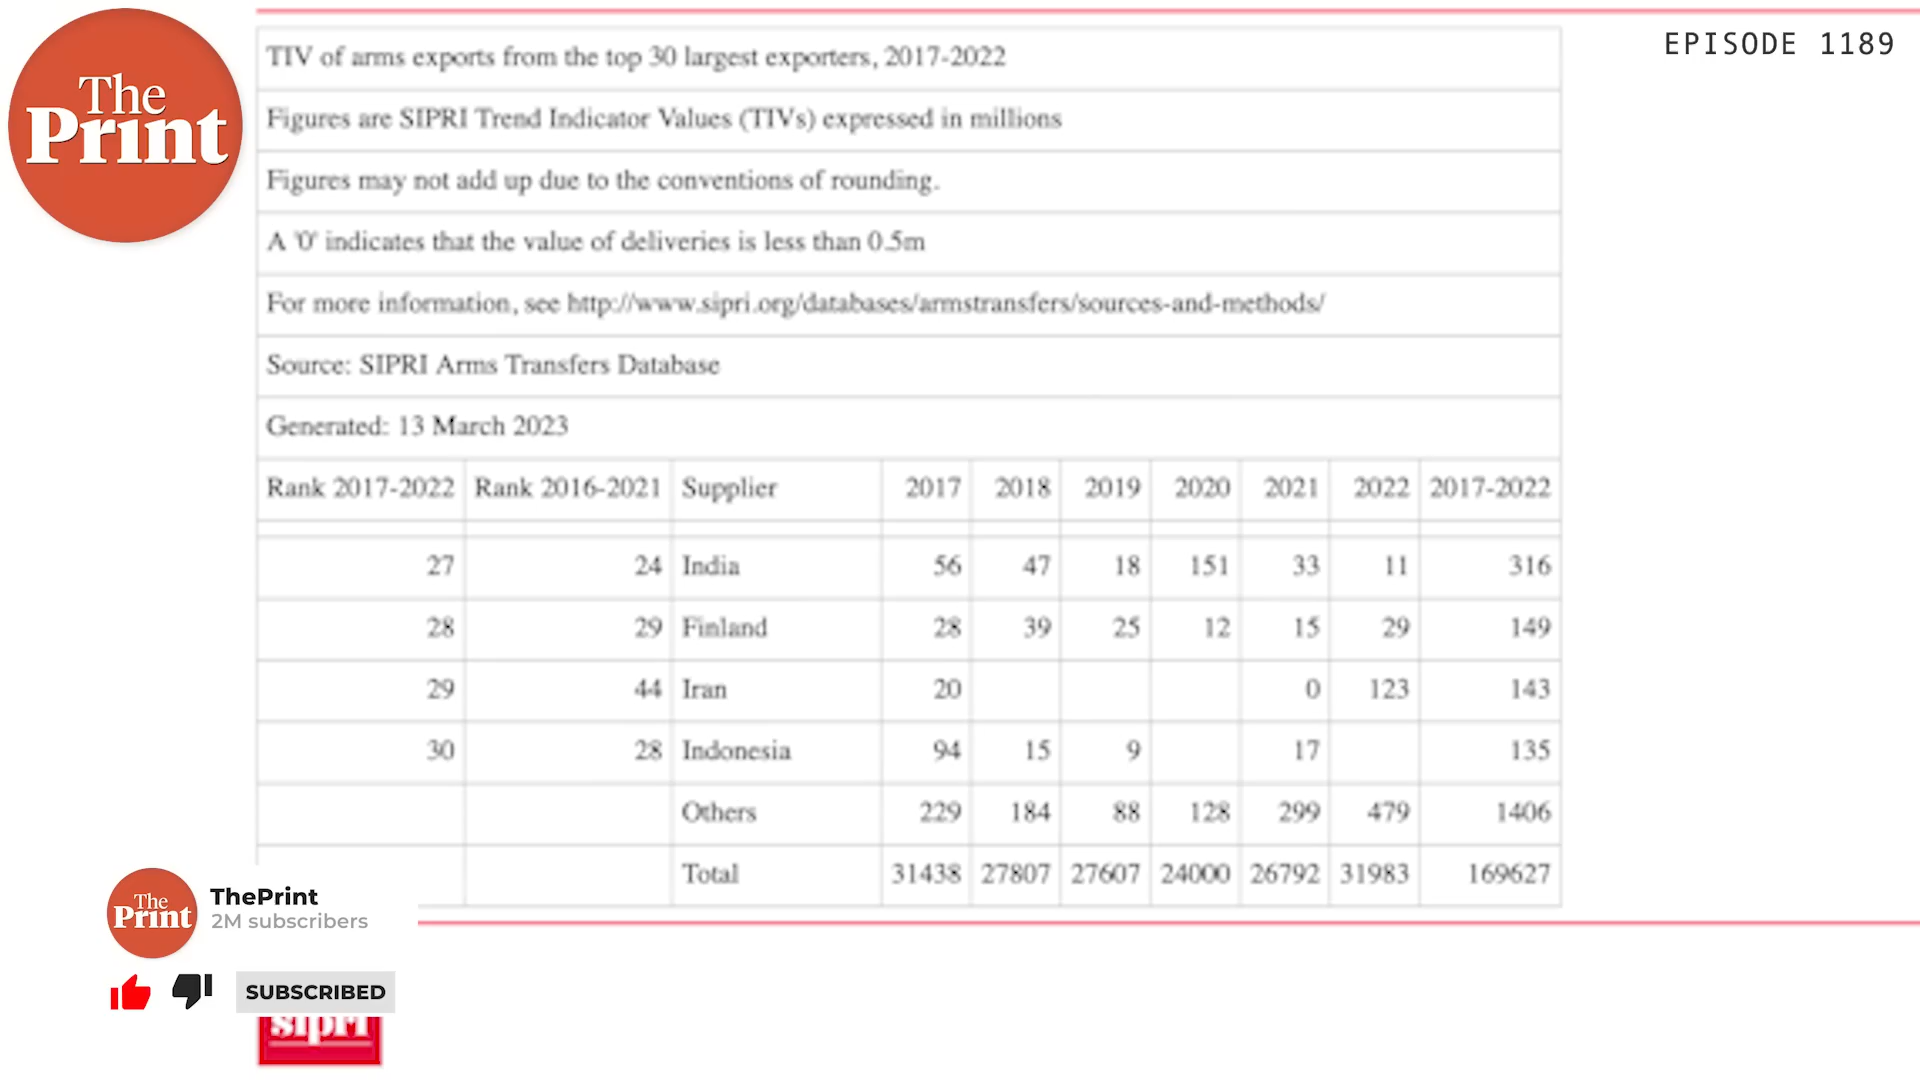 The
Print
EPISODE 1189
TIV of arms exports from the top 30 largest exporters, 2017-2022
Figures are SIPRI Trend Indicator Values (TIVs) expressed in millions
Figures may not add up due to the conventions of rounding.
A '0' indicates that the value of deliveries is less than 0.5m
For more information, see http://www.sipri.org/databases/armstransfers/sources-and-methods/
Source: SIPRI Arms Transfers Database
Generated: 13 March 2023
Rank 2017-2022 Rank 2016-2021 Supplier 2017 2018 2019 2020 2021 2022 2017-2022
27 24 India 56 47 18 151 33 11 316
28 29 Finland 28 39 25 12 15 29 149
29 44 Iran 20 0 123 143
30 28 Indonesia 94 15 9 17 135
Others 229 184 88 128 299 479 1406
Total 31438 27807 27607 24000 26792 31983 169627
The
Print
ThePrint
2M subscribers
SUBSCRIBED
sipri